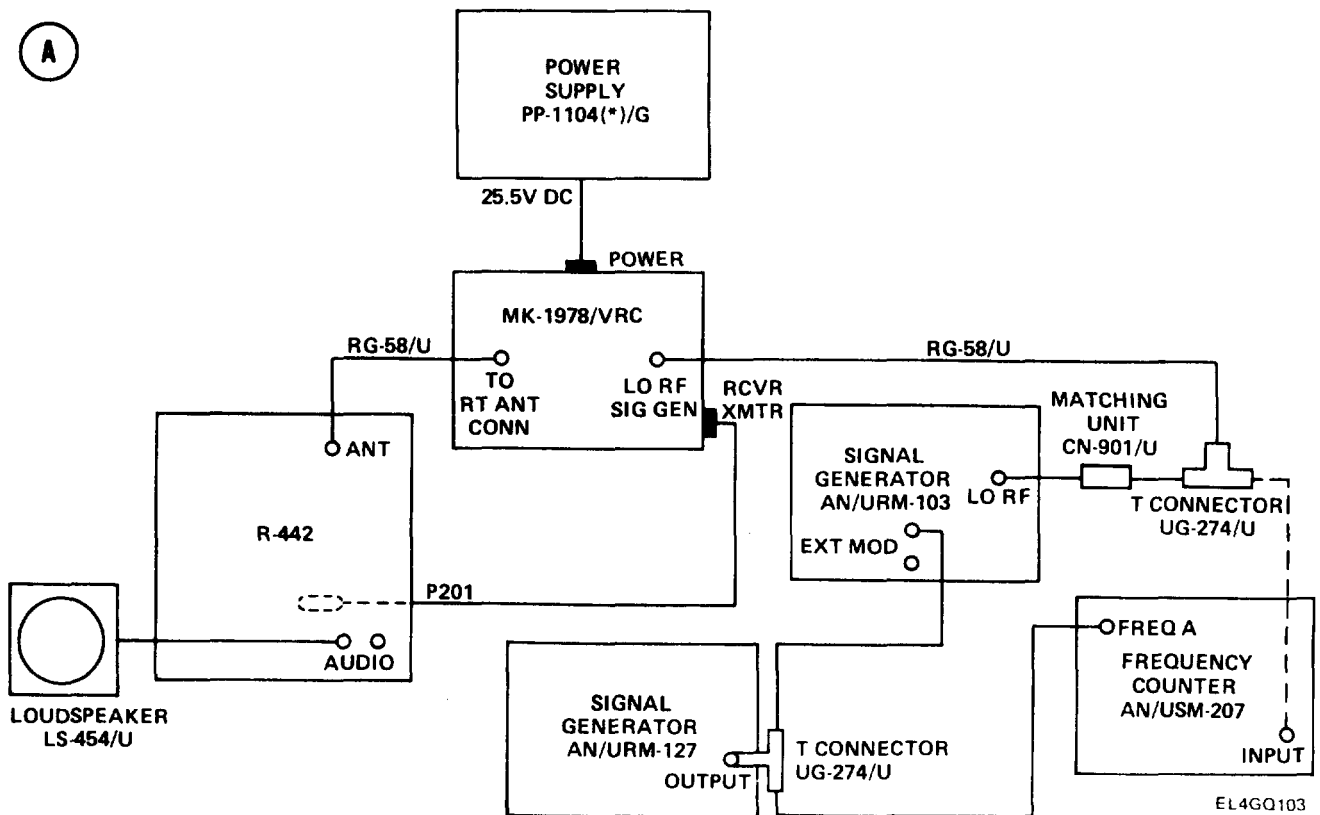 A
POWER
SUPPLY
PP-1104(*)/G
25.5V DC
POWER
MK-1978/VRC
RG-58/U
TO
RT ANT
CONN
LO RF
SIG GEN
RCVR
XMTR
RG-58/U
ANT
R-442
P201
AUDIO
LOUDSPEAKER
LS-454/U
SIGNAL
GENERATOR
AN/URM-103
LO RF
EXT MOD
MATCHING
UNIT
CN-901/U
T CONNECTOR
UG-274/U
SIGNAL
GENERATOR
AN/URM-127
OUTPUT
T CONNECTOR
UG-274/U
FREQ A
FREQUENCY
COUNTER
AN/USM-207
INPUT
EL4GQ103